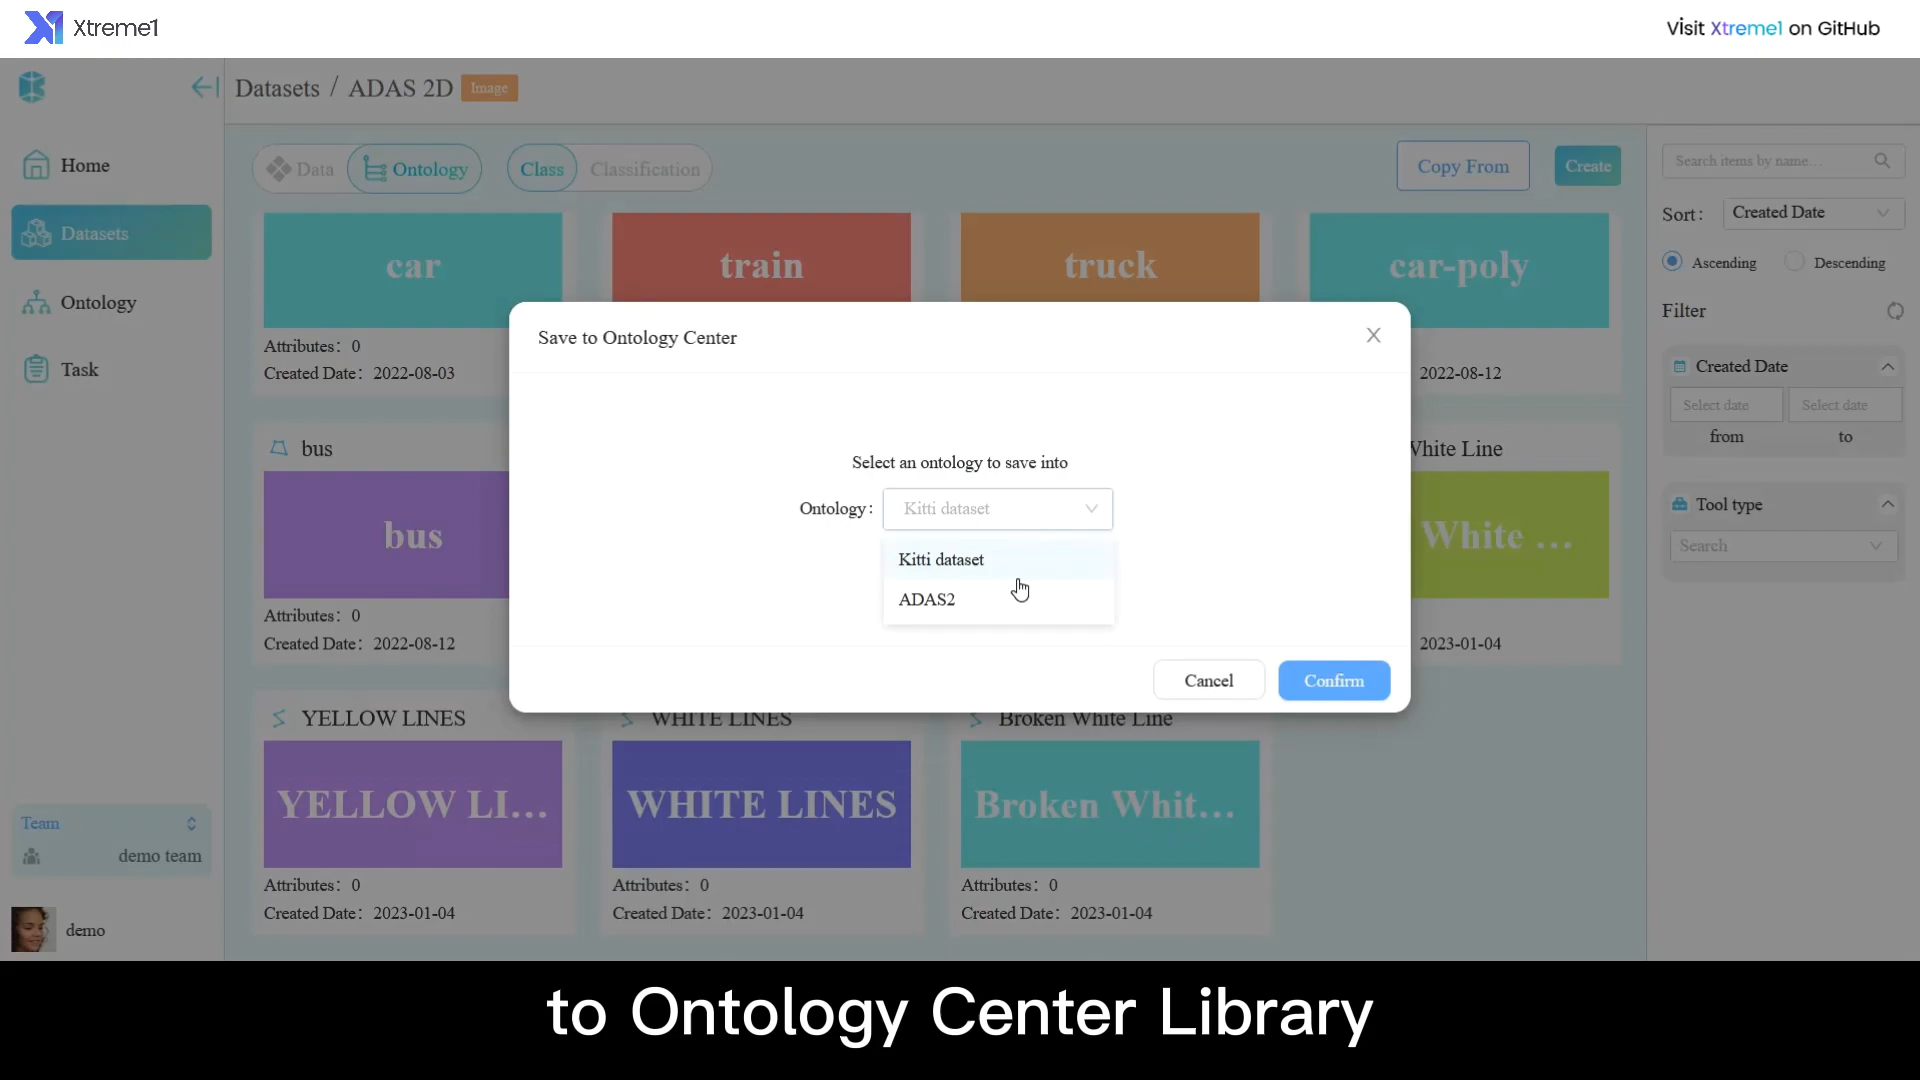 Xtreme1
Visit Xtreme1 on GitHub
Datasets / ADAS 2D Image
Home
Datasets
Ontology
Task
Team
demo team
demo
Data
Ontology
Class
Classification
Copy From
Create
car
Attributes: 0
Created Date: 2022-08-03
train
truck
car-poly
2022-08-12
bus
bus
Attributes: 0
Created Date: 2022-08-12
White Line
White ...
2023-01-04
YELLOW LINES
YELLOW LI...
Attributes: 0
Created Date: 2023-01-04
WHITE LINES
WHITE LINES
Attributes: 0
Created Date: 2023-01-04
Broken White Line
Broken Whit...
Attributes: 0
Created Date: 2023-01-04
Save to Ontology Center
Select an ontology to save into
Ontology: Kitti dataset
Kitti dataset
ADAS2
Cancel
Confirm
Search items by name...
Sort: Created Date
Ascending
Descending
Filter
Created Date
Select date
Select date
from
to
Tool type
Search
to Ontology Center Library